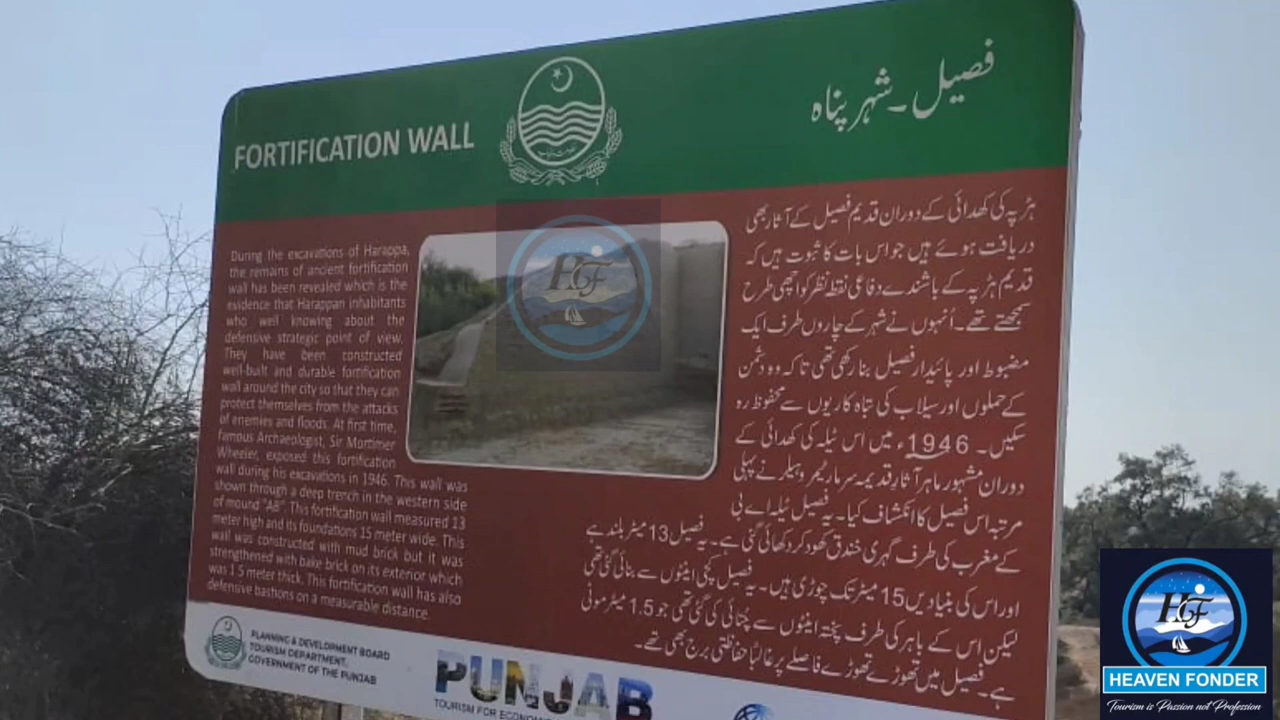 FORTIFICATION WALL
فصیل۔شہر پناہ
During the excavations of Harappa,
the remains of ancient fortification
wall has been revealed which is the
evidence that Harappan inhabitants
who well knowing about the
defensive strategic point of view.
They have been constructed
well-built and durable fortification
wall around the city so that they can
protect themselves from the attacks
of enemies and floods. At first time,
famous Archaeologist, Sir Mortimer
Wheeler, exposed this fortification
wall during his excavations in 1946. This wall was
shown through a deep trench in the western side
of mound "AB". This fortification wall measured 13
meter high and its foundations 15 meter wide. This
wall was constructed with mud brick but it was
strengthened with bake brick on its exterior which
was 1.5 meter thick. This fortification wall has also
defensive bastions on a measurable distance.
ہڑپہ کی کھدائی کے دوران قدیم فصیل کے آثار بھی
دریافت ہوئے ہیں جو اس بات کا ثبوت ہیں کہ
قدیم ہڑپہ کے باشندے دفاعی نقطہ نظر کو اچھی طرح
سمجھتے تھے۔ اُنہوں نے شہر کے چاروں طرف ایک
مضبوط اور پائیدار فصیل بنا رکھی تھی تاکہ وہ دشمن
کے حملوں اور سیلاب کی تباہ کاریوں سے محفوظ رہ
سکیں۔ 1946ء میں اس ٹیلہ کی کھدائی کے
دوران مشہور ماہر آثارِ قدیمہ سر مارٹیمر وہیلر نے پہلی
مرتبہ اس فصیل کا انکشاف کیا۔ یہ فصیل ٹیلہ اے بی
کے مغرب کی طرف گہری خندق کھود کر دکھائی گئی ہے۔ یہ فصیل 13 میٹر بلند ہے
اور اس کی بنیادیں 15 میٹر تک چوڑی ہیں۔ یہ فصیل کچی اینٹوں سے بنائی گئی تھی
لیکن اس کے باہر کی طرف پختہ اینٹوں سے چُنائی کی گئی تھی جو 1.5 میٹر موٹی
ہے۔ فصیل میں تھوڑے تھوڑے فاصلے پر غالباً حفاظتی برج بھی تھے۔
PLANNING & DEVELOPMENT BOARD
TOURISM DEPARTMENT,
GOVERNMENT OF THE PUNJAB
PUNJAB
TOURISM FOR ECONOM
HGF
HGF
HEAVEN FONDER
Tourism is Passion not Profession